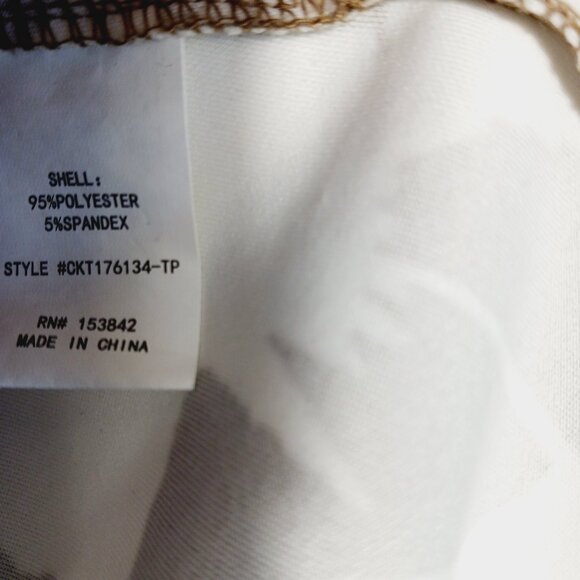 SHELL:
95%POLYESTER
5%SPANDEX
STYLE #CKT176134-TP
RN# 153842
MADE IN CHINA